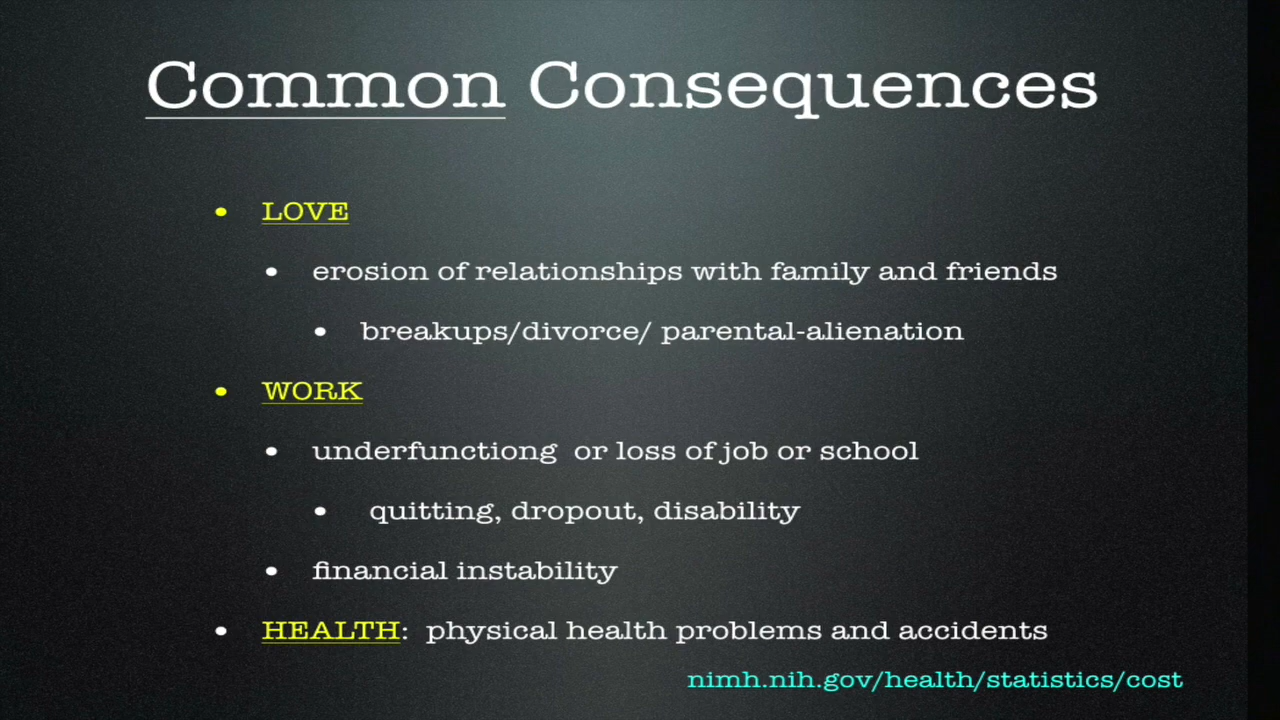 Common Consequences
• LOVE
• erosion of relationships with family and friends
• breakups/divorce/ parental-alienation
• WORK
• underfunctiong or loss of job or school
• quitting, dropout, disability
• financial instability
• HEALTH: physical health problems and accidents
nimh.nih.gov/health/statistics/cost